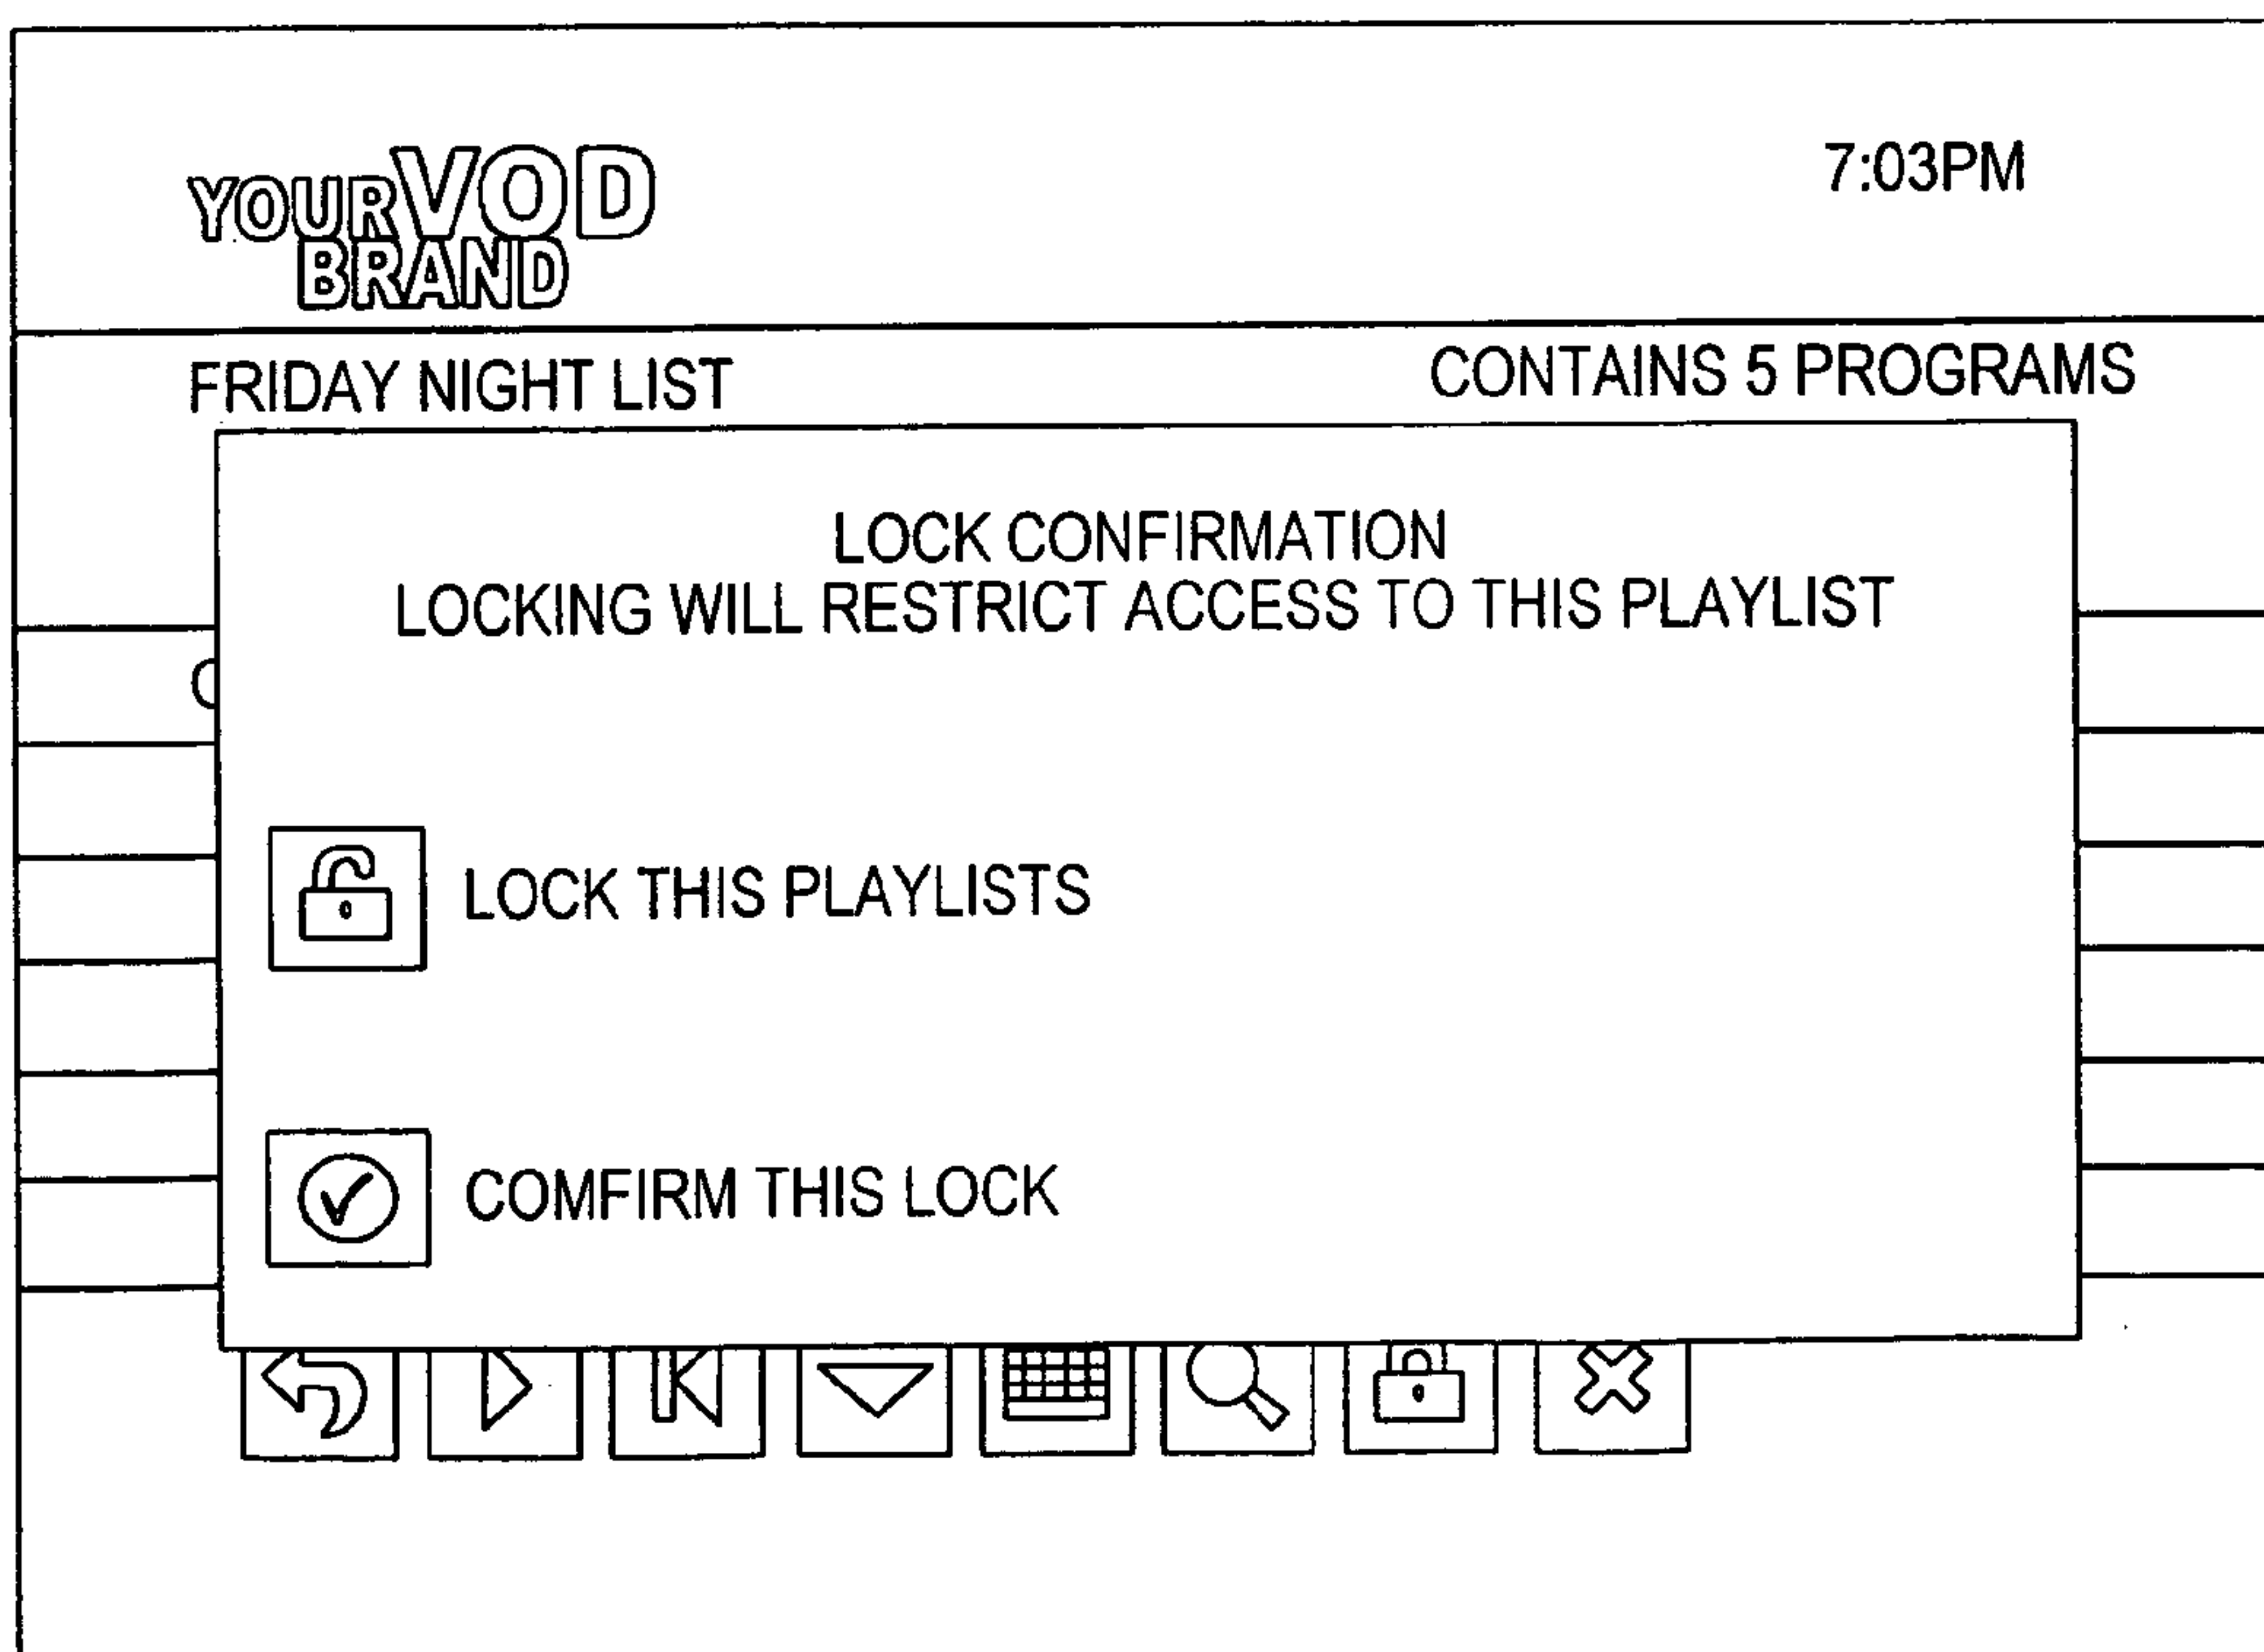 YOUR VOD
BRAND
7:03PM
FRIDAY NIGHT LIST
CONTAINS 5 PROGRAMS
LOCK CONFIRMATION
LOCKING WILL RESTRICT ACCESS TO THIS PLAYLIST
LOCK THIS PLAYLISTS
COMFIRM THIS LOCK